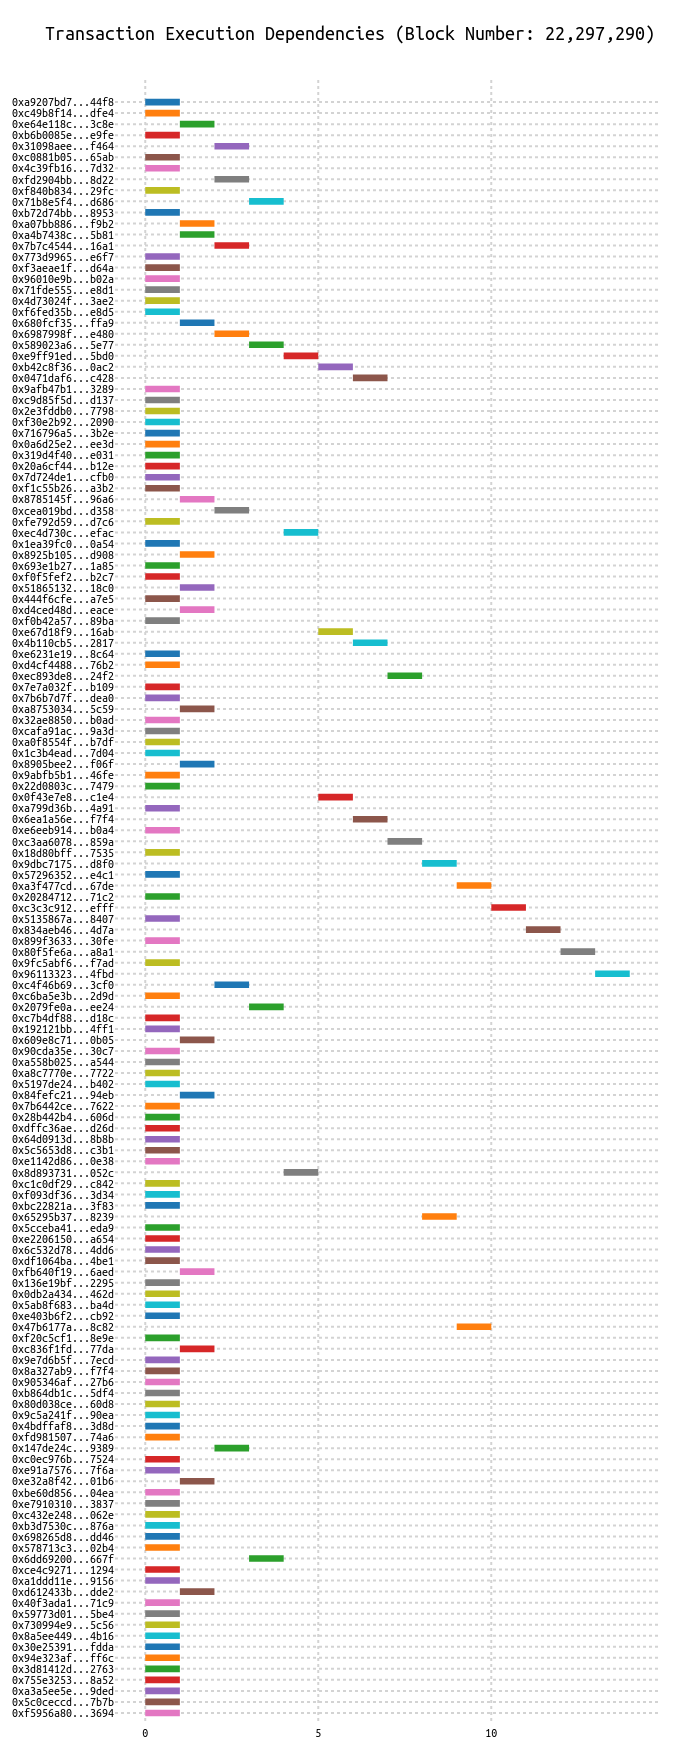 Transaction Execution Dependencies (Block Number: 22,297,290)
0xa9207bd7...44f8
0xc49b8f14...dfe4
0xe64e118c...3c8e
0xb6b0085e...e9fe
0x31098aee...f464
0xc0881b05...65ab
0x4c39fb16...7d32
0xfd2904bb...8d22
0xf840b834...29fc
0x71b8e5f4...d686
0xb72d74bb...8953
0xa07bb886...f9b2
0xa4b7438c...5b81
0x7b7c4544...16a1
0x773d9965...e6f7
0xf3aeae1f...d64a
0x96010e9b...b02a
0x71fde555...e8d1
0x4d73024f...3ae2
0xf6fed35b...e8d5
0x680fcf35...ffa9
0x6987998f...e480
0x589023a6...5e77
0xe9ff91ed...5bd0
0xb42c8f36...0ac2
0x0471daf6...c428
0x9afb47b1...3289
0xc9d85f5d...d137
0x2e3fddb0...7798
0xf30e2b92...2090
0x716796a5...3b2e
0x0a6d25e2...ee3d
0x319d4f40...e031
0x20a6cf44...b12e
0x7d724de1...cfb0
0xf1c55b26...a3b2
0x8785145f...96a6
0xcea019bd...d358
0xfe792d59...d7c6
0xec4d730c...efac
0x1ea39fc0...0a54
0x8925b105...d908
0x693e1b27...1a85
0xf0f5fef2...b2c7
0x51865132...18c0
0x444f6cfe...a7e5
0xd4ced48d...eace
0xf0b42a57...89ba
0xe67d18f9...16ab
0x4b110cb5...2817
0xe6231e19...8c64
0xd4cf4488...76b2
0xec893de8...24f2
0x7e7a032f...b109
0x7b6b7d7f...dea0
0xa8753034...5c59
0x32ae8850...b0ad
0xcafa91ac...9a3d
0xa0f8554f...b7df
0x1c3b4ead...7d04
0x8905bee2...f06f
0x9abfb5b1...46fe
0x22d0803c...7479
0x0f43e7e8...c1e4
0xa799d36b...4a91
0x6ea1a56e...f7f4
0xe6eeb914...b0a4
0xc3aa6078...859a
0x18d80bff...7535
0x9dbc7175...d8f0
0x57296352...e4c1
0xa3f477cd...67de
0x20284712...71c2
0xc3c3c912...efff
0x5135867a...8407
0x834aeb46...4d7a
0x899f3633...30fe
0x80f5fe6a...a8a1
0x9fc5abf6...f7ad
0x96113323...4fbd
0xc4f46b69...3cf0
0xc6ba5e3b...2d9d
0x2079fe0a...ee24
0xc7b4df88...d18c
0x192121bb...4ff1
0x609e8c71...0b05
0x90cda35e...30c7
0xa558b025...a544
0xa8c7770e...7722
0x5197de24...b402
0x84fefc21...94eb
0x7b6442ce...7622
0x28b442b4...606d
0xdffc36ae...d26d
0x64d0913d...8b8b
0x5c5653d8...c3b1
0xe1142d86...0e38
0x8d893731...052c
0xc1c0df29...c842
0xf093df36...3d34
0xbc22821a...3f83
0x65295b37...8239
0x5cceba41...eda9
0xe2206150...a654
0x6c532d78...4dd6
0xdf1064ba...4be1
0xfb640f19...6aed
0x136e19bf...2295
0x0db2a434...462d
0x5ab8f683...ba4d
0xe403b6f2...cb92
0x47b6177a...8c82
0xf20c5cf1...8e9e
0xc836f1fd...77da
0x9e7d6b5f...7ecd
0x8a327ab9...f7f4
0x905346af...27b6
0xb864db1c...5df4
0x80d038ce...60d8
0x9c5a241f...90ea
0x4bdffaf8...3d8d
0xfd981507...74a6
0x147de24c...9389
0xc0ec976b...7524
0xe91a7576...7f6a
0xe32a8f42...01b6
0xbe60d856...04ea
0xe7910310...3837
0xc432e248...062e
0xb3d7530c...876a
0x698265d8...dd46
0x578713c3...02b4
0x6dd69200...667f
0xce4c9271...1294
0xa1ddd11e...9156
0xd612433b...dde2
0x40f3ada1...71c9
0x59773d01...5be4
0x730994e9...5c56
0x8a5ee449...4b16
0x30e25391...fdda
0x94e323af...ff6c
0x3d81412d...2763
0x755e3253...8a52
0xa3a5ee5e...9ded
0x5c0ceccd...7b7b
0xf5956a80...3694
0 5 10